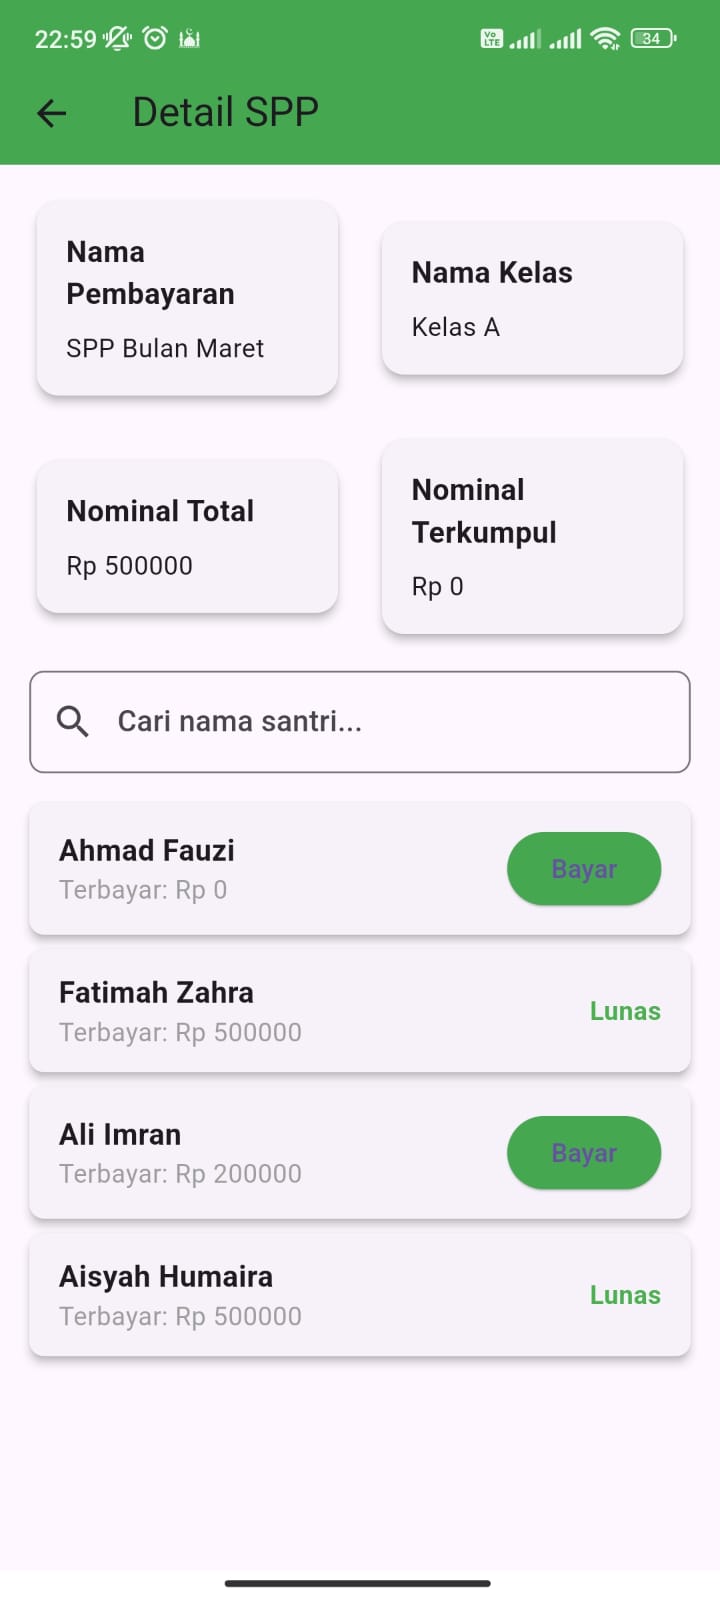 22:59
Vo LTE
34
Detail SPP
Nama
Pembayaran
SPP Bulan Maret
Nama Kelas
Kelas A
Nominal Total
Rp 500000
Nominal
Terkumpul
Rp 0
Cari nama santri...
Ahmad Fauzi
Terbayar: Rp 0
Bayar
Fatimah Zahra
Terbayar: Rp 500000
Lunas
Ali Imran
Terbayar: Rp 200000
Bayar
Aisyah Humaira
Terbayar: Rp 500000
Lunas